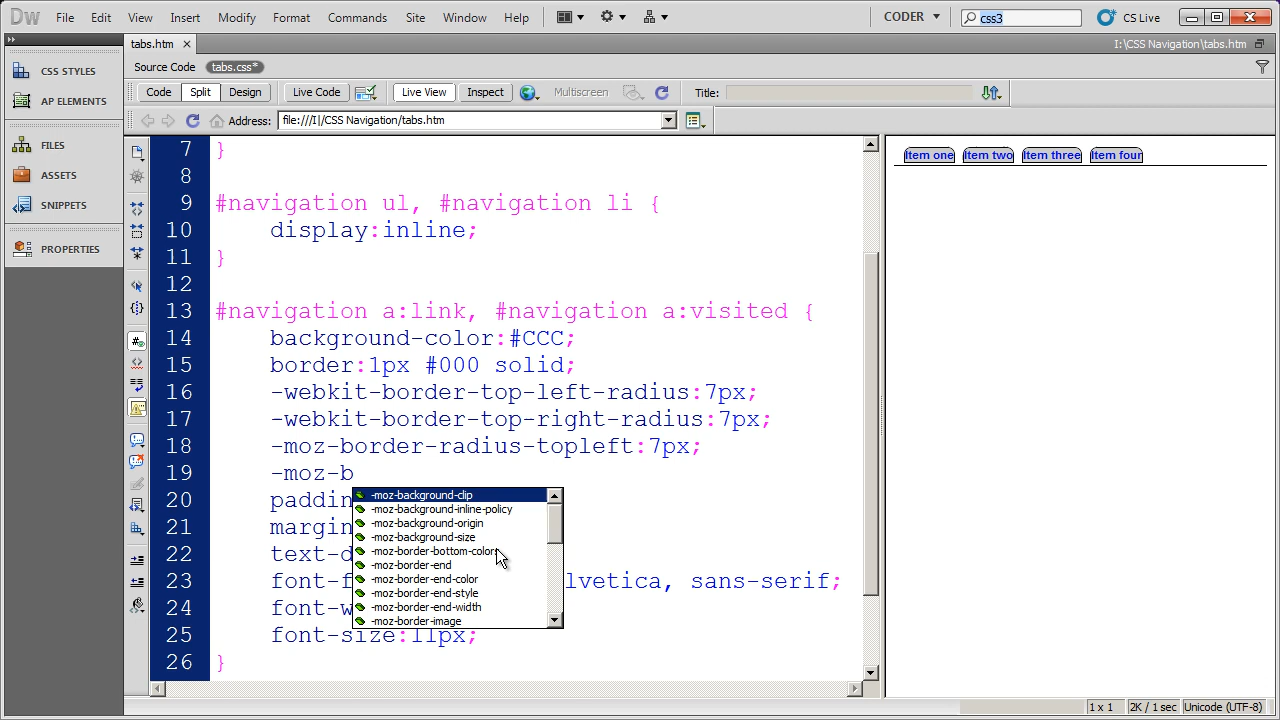 Dw File Edit View Insert Modify Format Commands Site Window Help CODER css3 CS Live
tabs.htm I:\CSS Navigation\tabs.htm
Source Code tabs.css*
Code Split Design Live Code Live View Inspect Multiscreen Title:
Address: file:///I|/CSS Navigation/tabs.htm
CSS STYLES
AP ELEMENTS
FILES
ASSETS
SNIPPETS
PROPERTIES
7 }
8
9 #navigation ul, #navigation li {
10 display:inline;
11 }
12
13 #navigation a:link, #navigation a:visited {
14 background-color:#CCC;
15 border:1px #000 solid;
16 -webkit-border-top-left-radius:7px;
17 -webkit-border-top-right-radius:7px;
18 -moz-border-radius-topleft:7px;
19 -moz-b
20 paddin
21 margin
22 text-d
23 font-f lvetica, sans-serif;
24 font-w
25 font-size:11px;
26 }
-moz-background-clip
-moz-background-inline-policy
-moz-background-origin
-moz-background-size
-moz-border-bottom-colors
-moz-border-end
-moz-border-end-color
-moz-border-end-style
-moz-border-end-width
-moz-border-image
Item one Item two Item three Item four
1 x 1 2K / 1 sec Unicode (UTF-8)